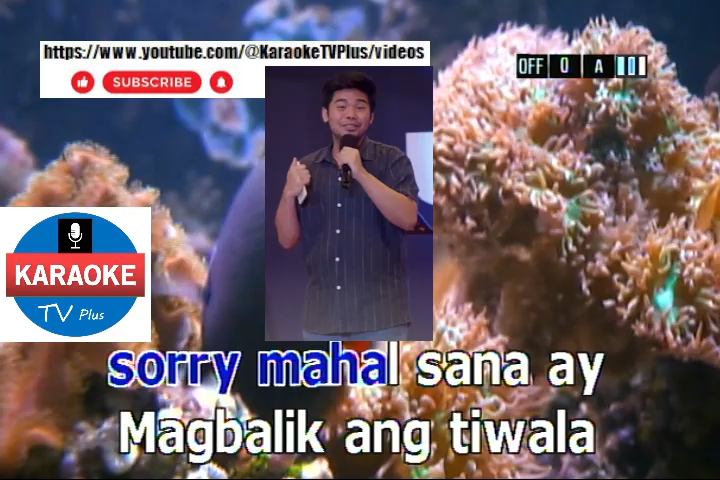 https://www.youtube.com/@KaraokeTVPlus/videos
SUBSCRIBE
OFF 0 A
KARAOKE
TV Plus
sorry mahal sana ay
Magbalik ang tiwala